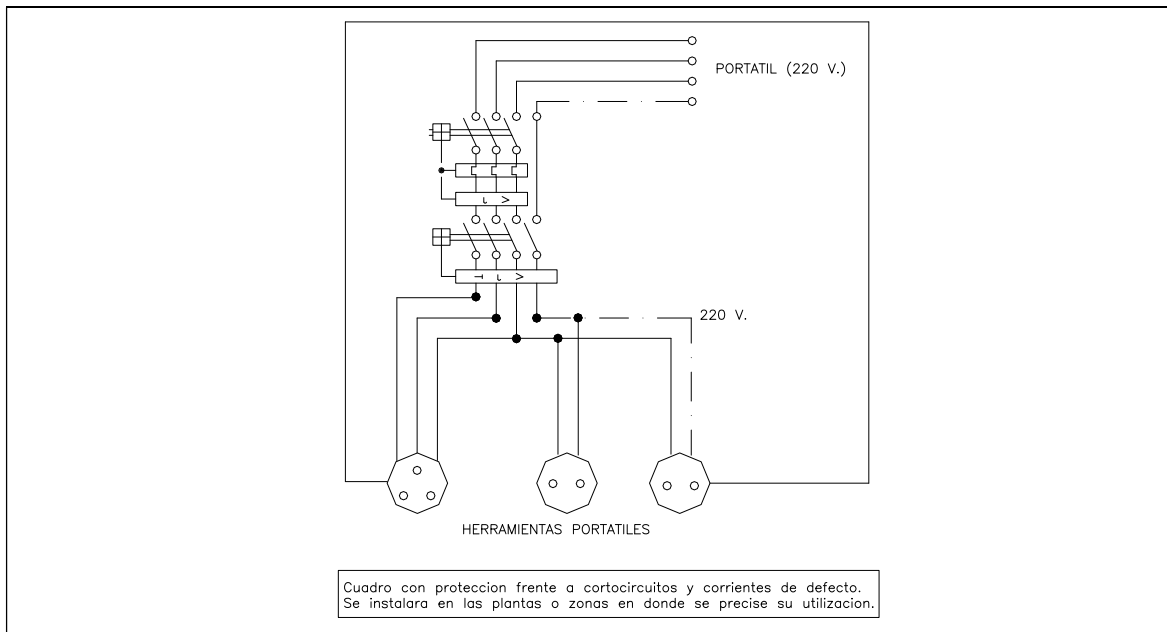 PORTATIL (220 V.)
220 V.
HERRAMIENTAS PORTATILES
Cuadro con proteccion frente a cortocircuitos y corrientes de defecto.
Se instalara en las plantas o zonas en donde se precise su utilizacion.